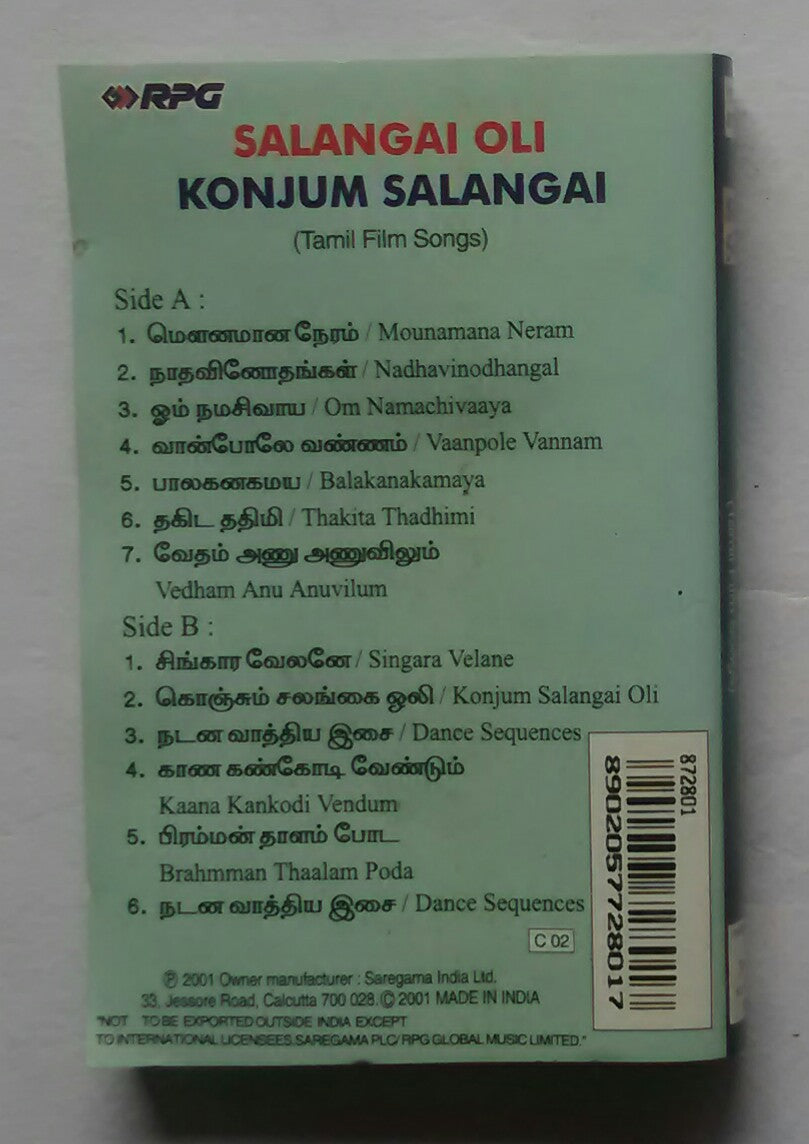 RPG
SALANGAI OLI
KONJUM SALANGAI
(Tamil Film Songs)
Side A :
1. மௌனமான நேரம் / Mounamana Neram
2. நாதவினோதங்கள் / Nadhavinodhangal
3. ஓம் நமசிவாய / Om Namachivaaya
4. வான்போலே வண்ணம் / Vaanpole Vannam
5. பாலகனகமய / Balakanakamaya
6. தகிட ததிமி / Thakita Thadhimi
7. வேதம் அணு அணுவிலும்
Vedham Anu Anuvilum
Side B :
1. சிங்கார வேலனே / Singara Velane
2. கொஞ்சும் சலங்கை ஒலி / Konjum Salangai Oli
3. நடன வாத்திய இசை / Dance Sequences
4. காண கண்கோடி வேண்டும்
Kaana Kankodi Vendum
5. பிரம்மன் தாளம் போட
Brahmman Thaalam Poda
6. நடன வாத்திய இசை / Dance Sequences
C 02
872801
8902057728017
℗ 2001 Owner manufacturer : Saregama India Ltd.
33, Jessore Road, Calcutta 700 028. © 2001 MADE IN INDIA
"NOT TO BE EXPORTED OUTSIDE INDIA EXCEPT
TO INTERNATIONAL LICENSEES SAREGAMA PLC/ RPG GLOBAL MUSIC LIMITED."